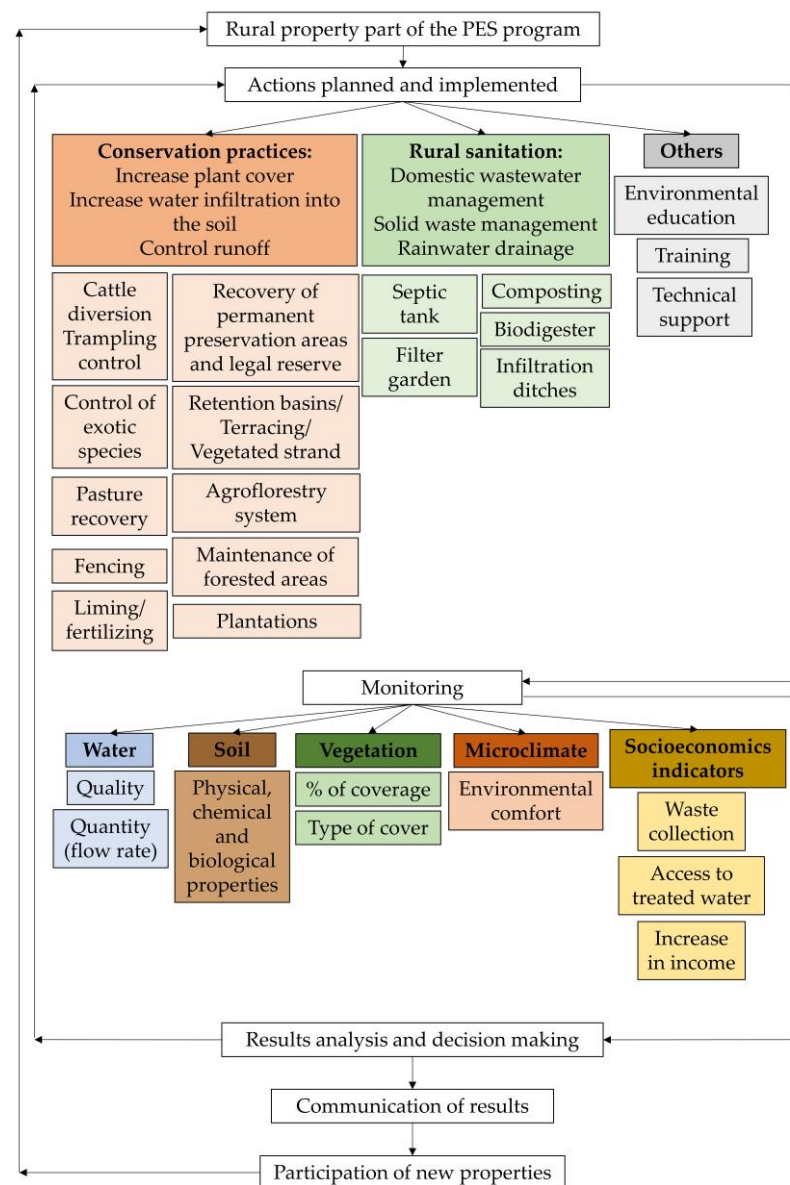 Rural property part of the PES program
Actions planned and implemented
Conservation practices:
Increase plant cover
Increase water infiltration into
the soil
Control runoff
Rural sanitation:
Domestic wastewater
management
Solid waste management
Rainwater drainage
Others
Environmental
education
Training
Technical
support
Cattle
diversion
Trampling
control
Recovery of
permanent
preservation areas
and legal reserve
Control of
exotic
species
Retention basins/
Terracing/
Vegetated strand
Pasture
recovery
Agroflorestry
system
Fencing
Maintenance of
forested areas
Liming/
fertilizing
Plantations
Septic
tank
Composting
Biodigester
Filter
garden
Infiltration
ditches
Monitoring
Water
Quality
Quantity
(flow rate)
Soil
Physical,
chemical
and
biological
properties
Vegetation
% of coverage
Type of cover
Microclimate
Environmental
comfort
Socioeconomics
indicators
Waste
collection
Access to
treated water
Increase
in income
Results analysis and decision making
Communication of results
Participation of new properties